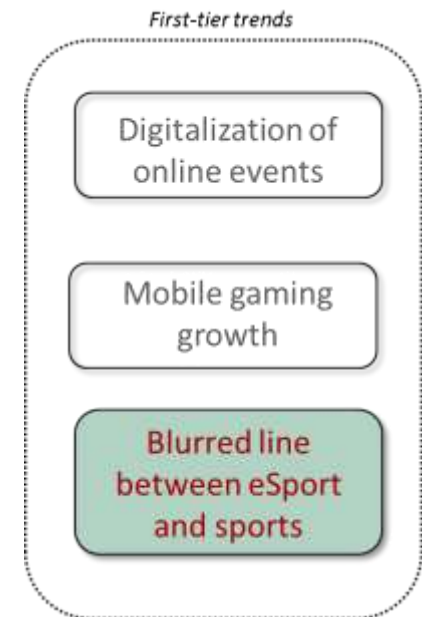 First-tier trends
Digitalization of
online events
Mobile gaming
growth
Blurred line
between eSport
and sports